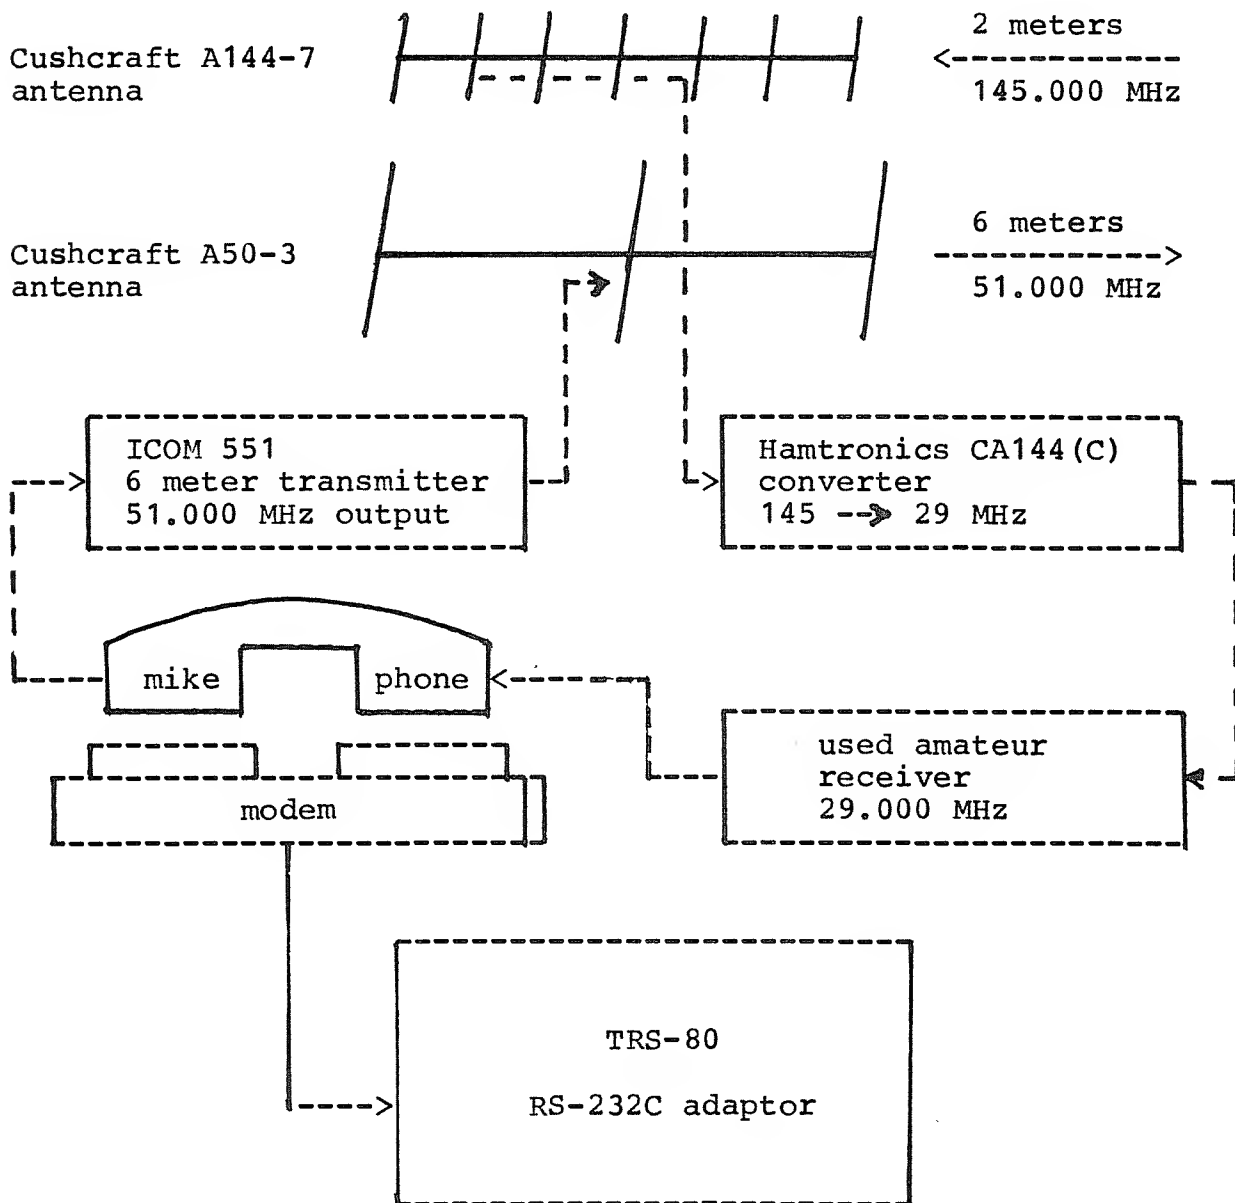 Cushcraft A144-7
antenna
2 meters
<----------
145.000 MHz
Cushcraft A50-3
antenna
6 meters
---------->
51.000 MHz
ICOM 551
6 meter transmitter
51.000 MHz output
Hamtronics CA144(C)
converter
145 --> 29 MHz
mike
phone
used amateur
receiver
29.000 MHz
modem
TRS-80
RS-232C adaptor